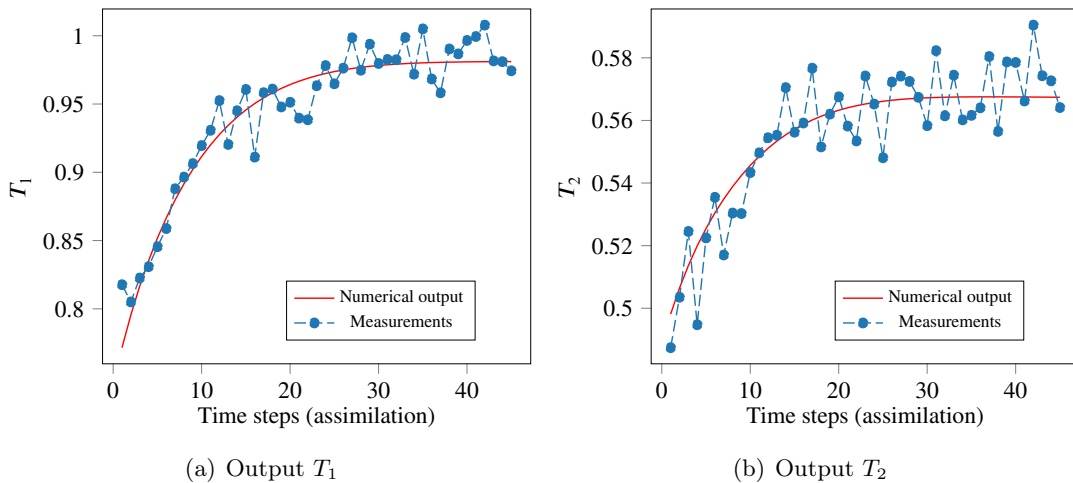 1
0.95
0.9
0.85
0.8
T1
0 10 20 30 40
Time steps (assimilation)
Numerical output
Measurements
(a) Output T1
0.58
0.56
0.54
0.52
0.5
T2
0 10 20 30 40
Time steps (assimilation)
Numerical output
Measurements
(b) Output T2